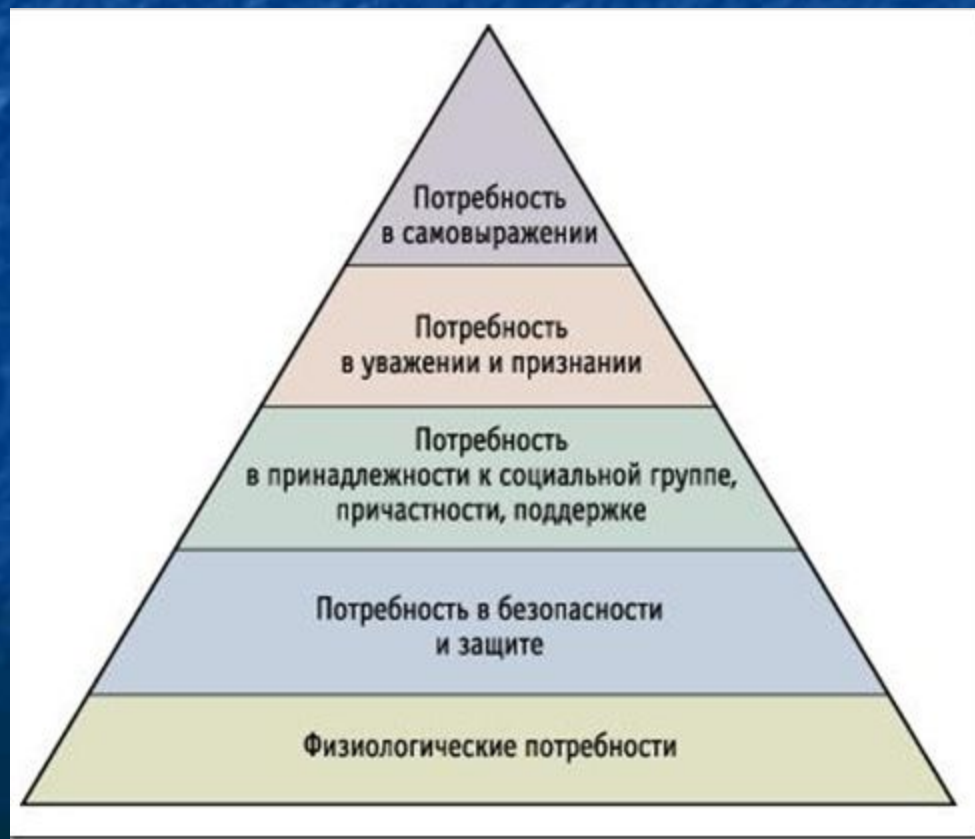 Потребность
в самовыражении
Потребность
в уважении и признании
Потребность
в принадлежности к социальной группе,
причастности, поддержке
Потребность в безопасности
и защите
Физиологические потребности